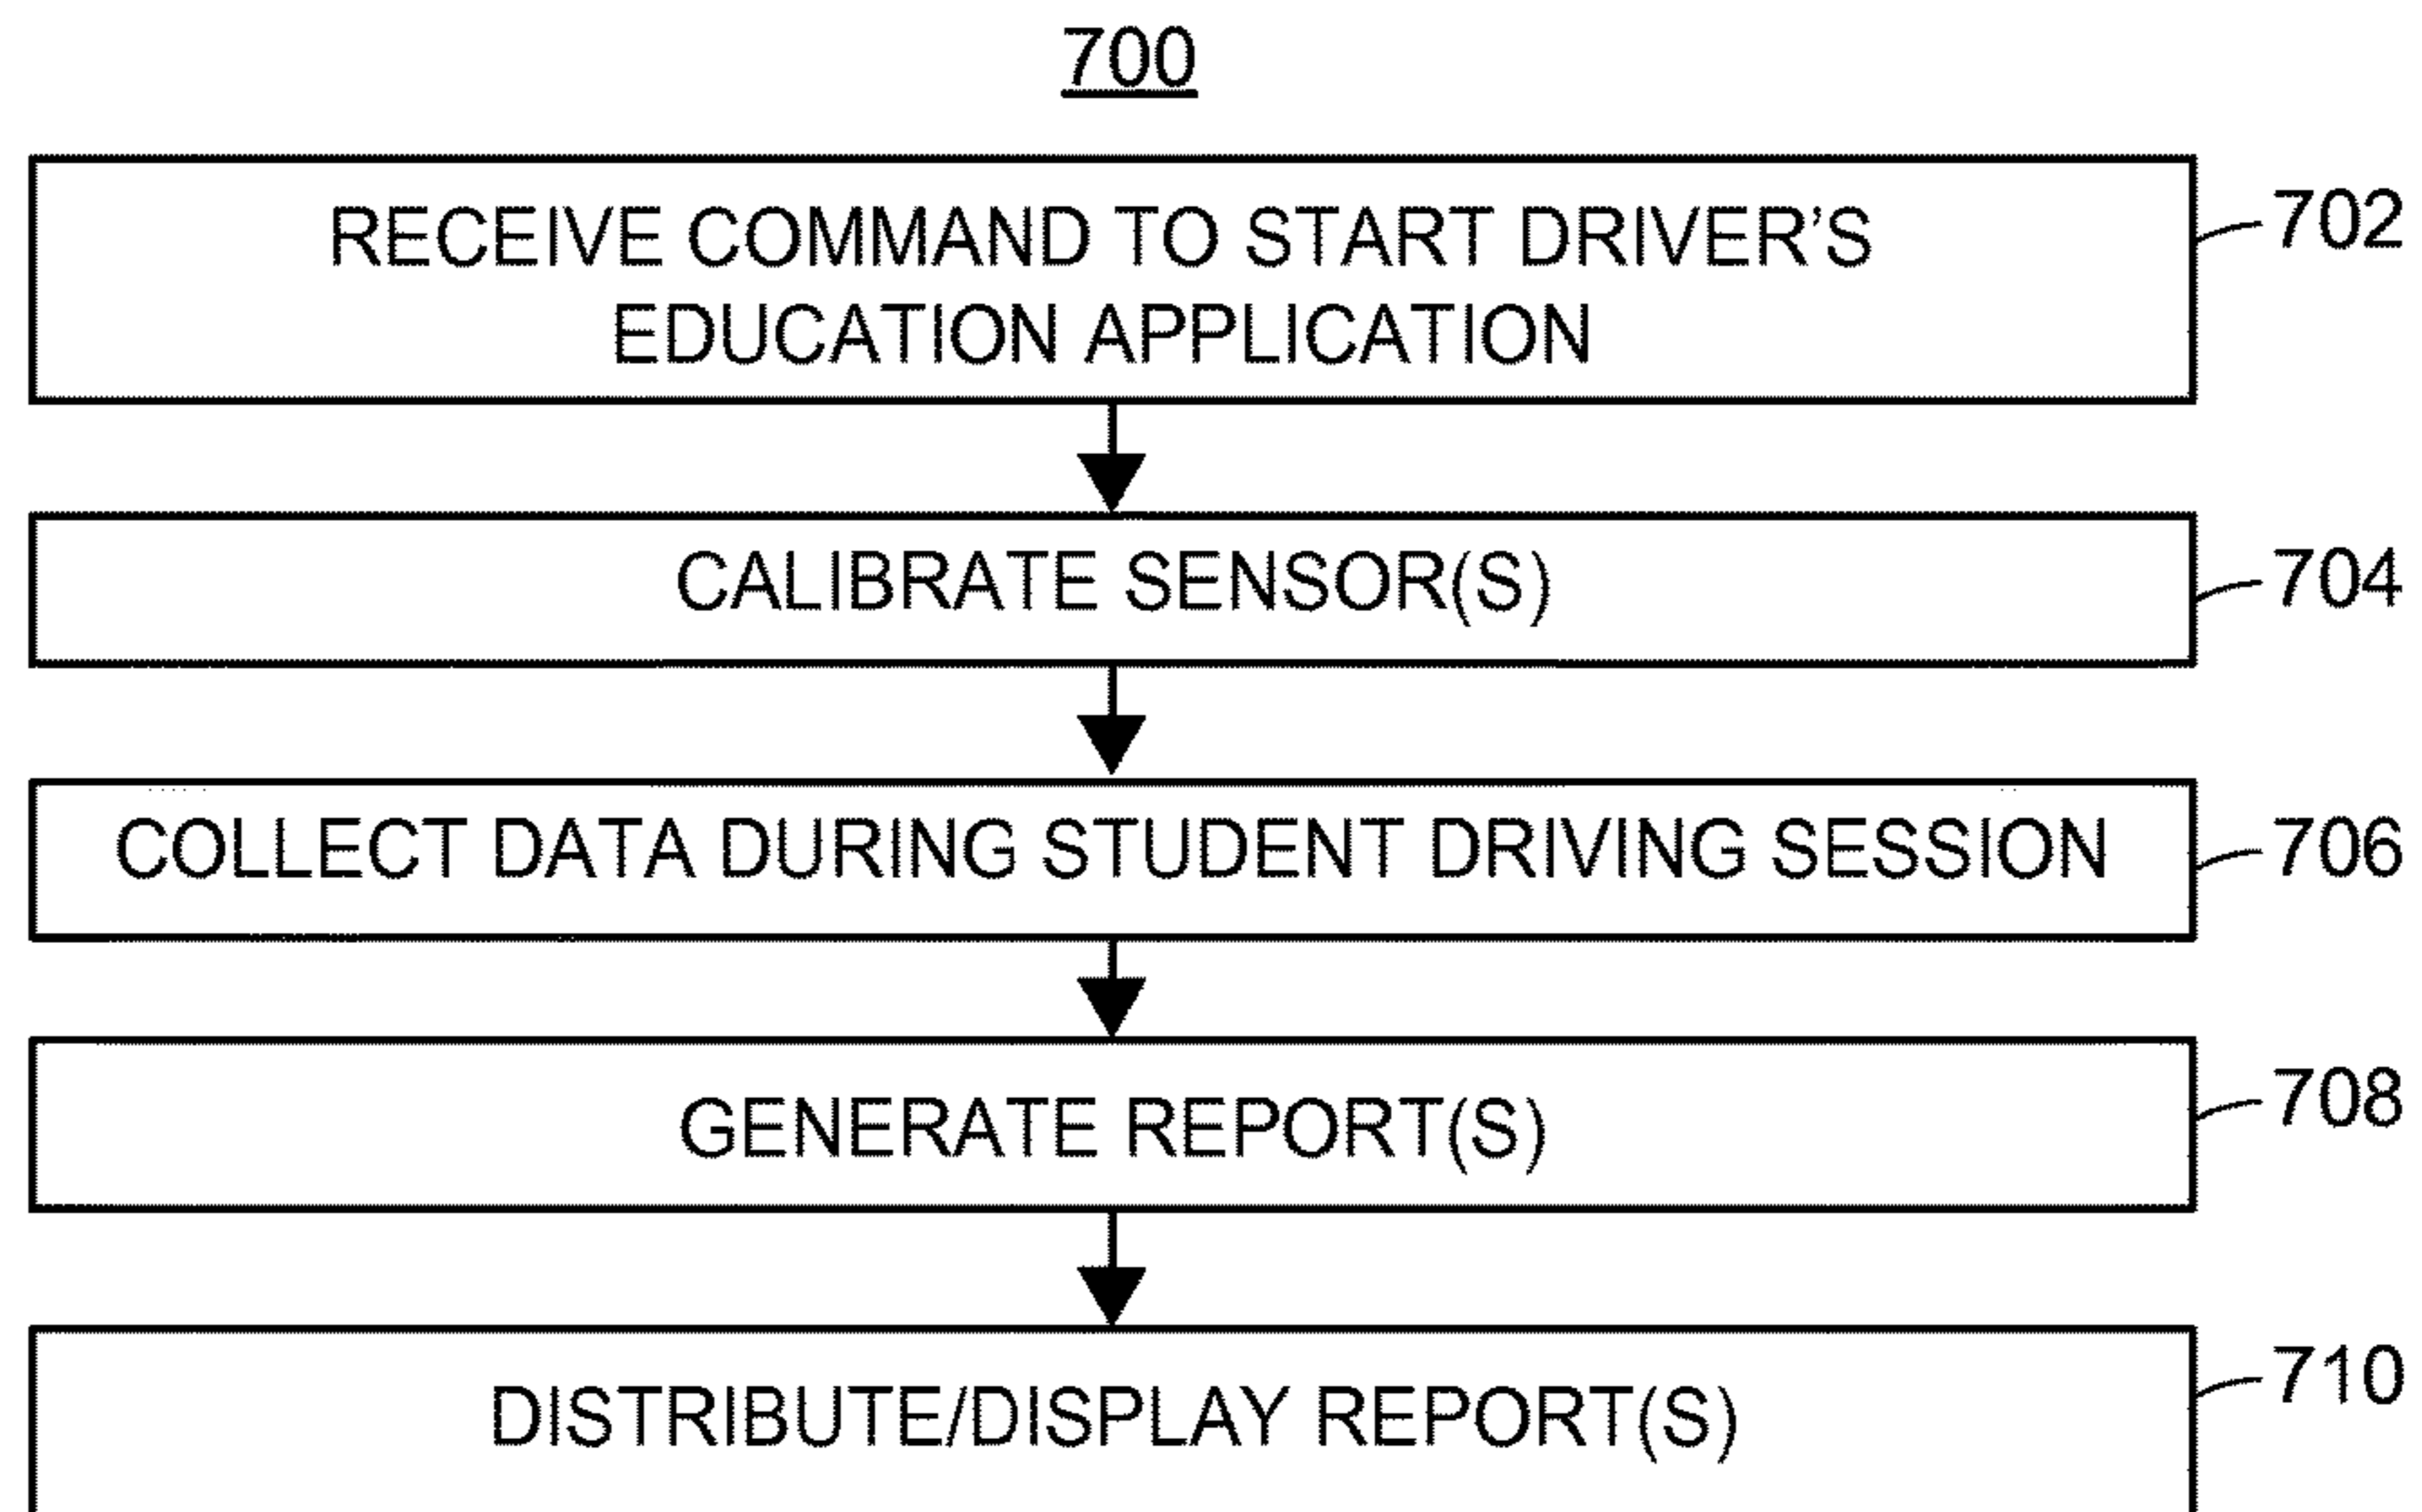 700
RECEIVE COMMAND TO START DRIVER'S
EDUCATION APPLICATION
702
CALIBRATE SENSOR(S)
704
COLLECT DATA DURING STUDENT DRIVING SESSION
706
GENERATE REPORT(S)
708
DISTRIBUTE/DISPLAY REPORT(S)
710